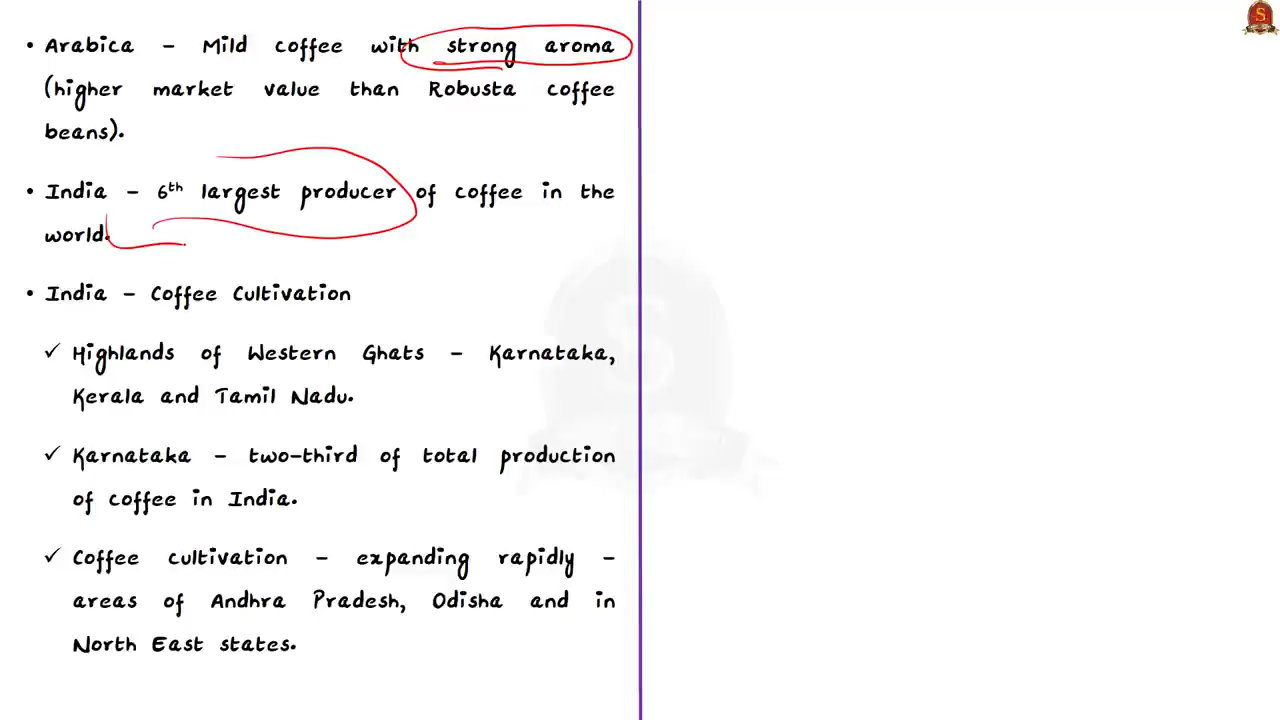 • Arabica – Mild coffee with strong aroma
(higher market value than Robusta coffee
beans).
• India – 6th largest producer of coffee in the
world.
• India – Coffee Cultivation
✓ Highlands of Western Ghats – Karnataka,
Kerala and Tamil Nadu.
✓ Karnataka – two-third of total production
of coffee in India.
✓ Coffee cultivation – expanding rapidly –
areas of Andhra Pradesh, Odisha and in
North East states.